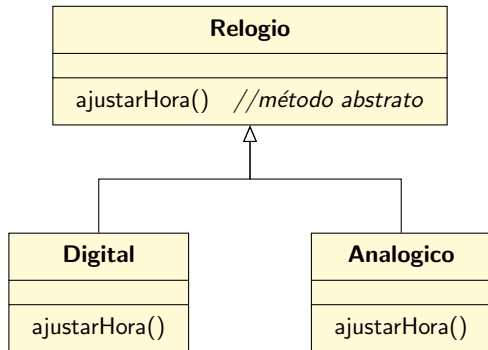 Relogio
ajustarHora() //método abstrato
Digital
ajustarHora()
Analogico
ajustarHora()